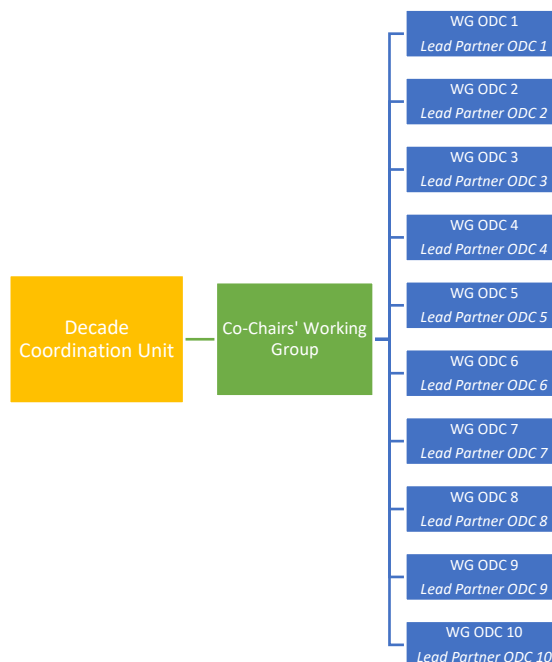 Decade
Coordination Unit
Co-Chairs' Working
Group
WG ODC 1
Lead Partner ODC 1
WG ODC 2
Lead Partner ODC 2
WG ODC 3
Lead Partner ODC 3
WG ODC 4
Lead Partner ODC 4
WG ODC 5
Lead Partner ODC 5
WG ODC 6
Lead Partner ODC 6
WG ODC 7
Lead Partner ODC 7
WG ODC 8
Lead Partner ODC 8
WG ODC 9
Lead Partner ODC 9
WG ODC 10
Lead Partner ODC 10